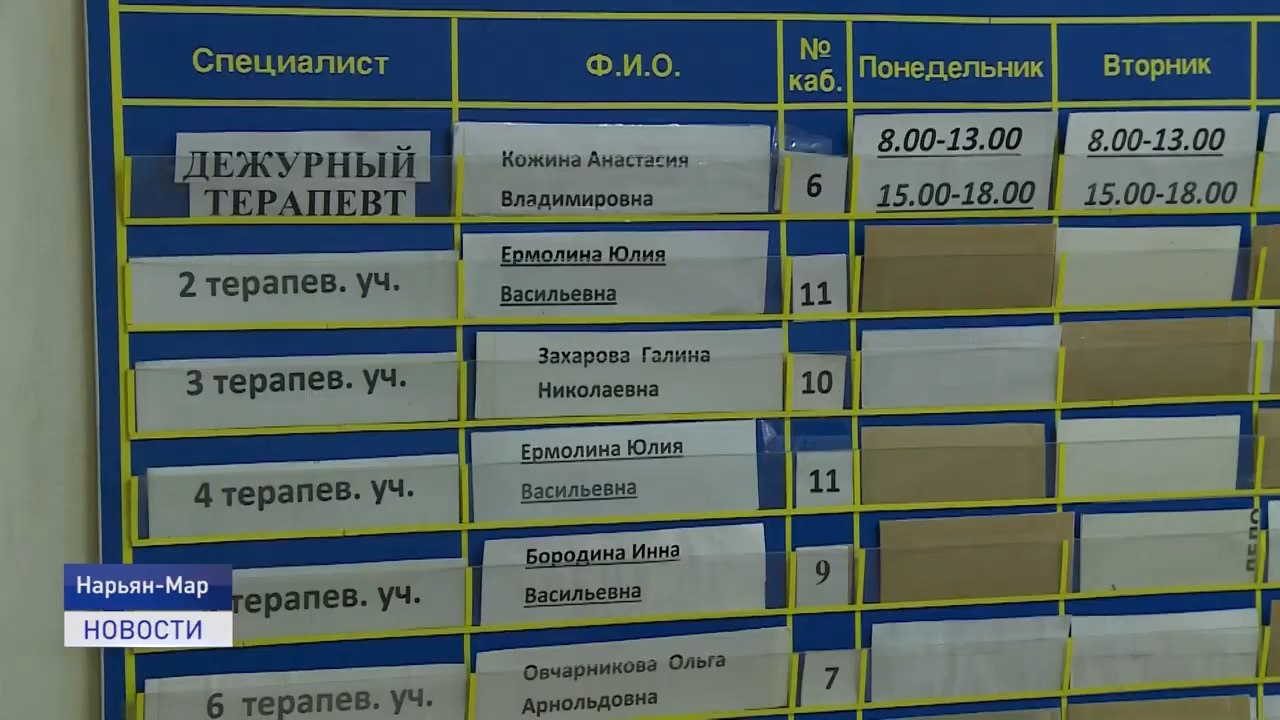 Специалист
Ф.И.О.
№
каб.
Понедельник
Вторник
ДЕЖУРНЫЙ
ТЕРАПЕВТ
Кожина Анастасия
Владимировна
6
8.00-13.00
15.00-18.00
8.00-13.00
15.00-18.00
2 терапев. уч.
Ермолина Юлия
Васильевна
11
3 терапев. уч.
Захарова Галина
Николаевна
10
4 терапев. уч.
Ермолина Юлия
Васильевна
11
терапев. уч.
Бородина Инна
Васильевна
9
6 терапев. уч.
Овчарникова Ольга
Арнольдовна
7
Нарьян-Мар
НОВОСТИ